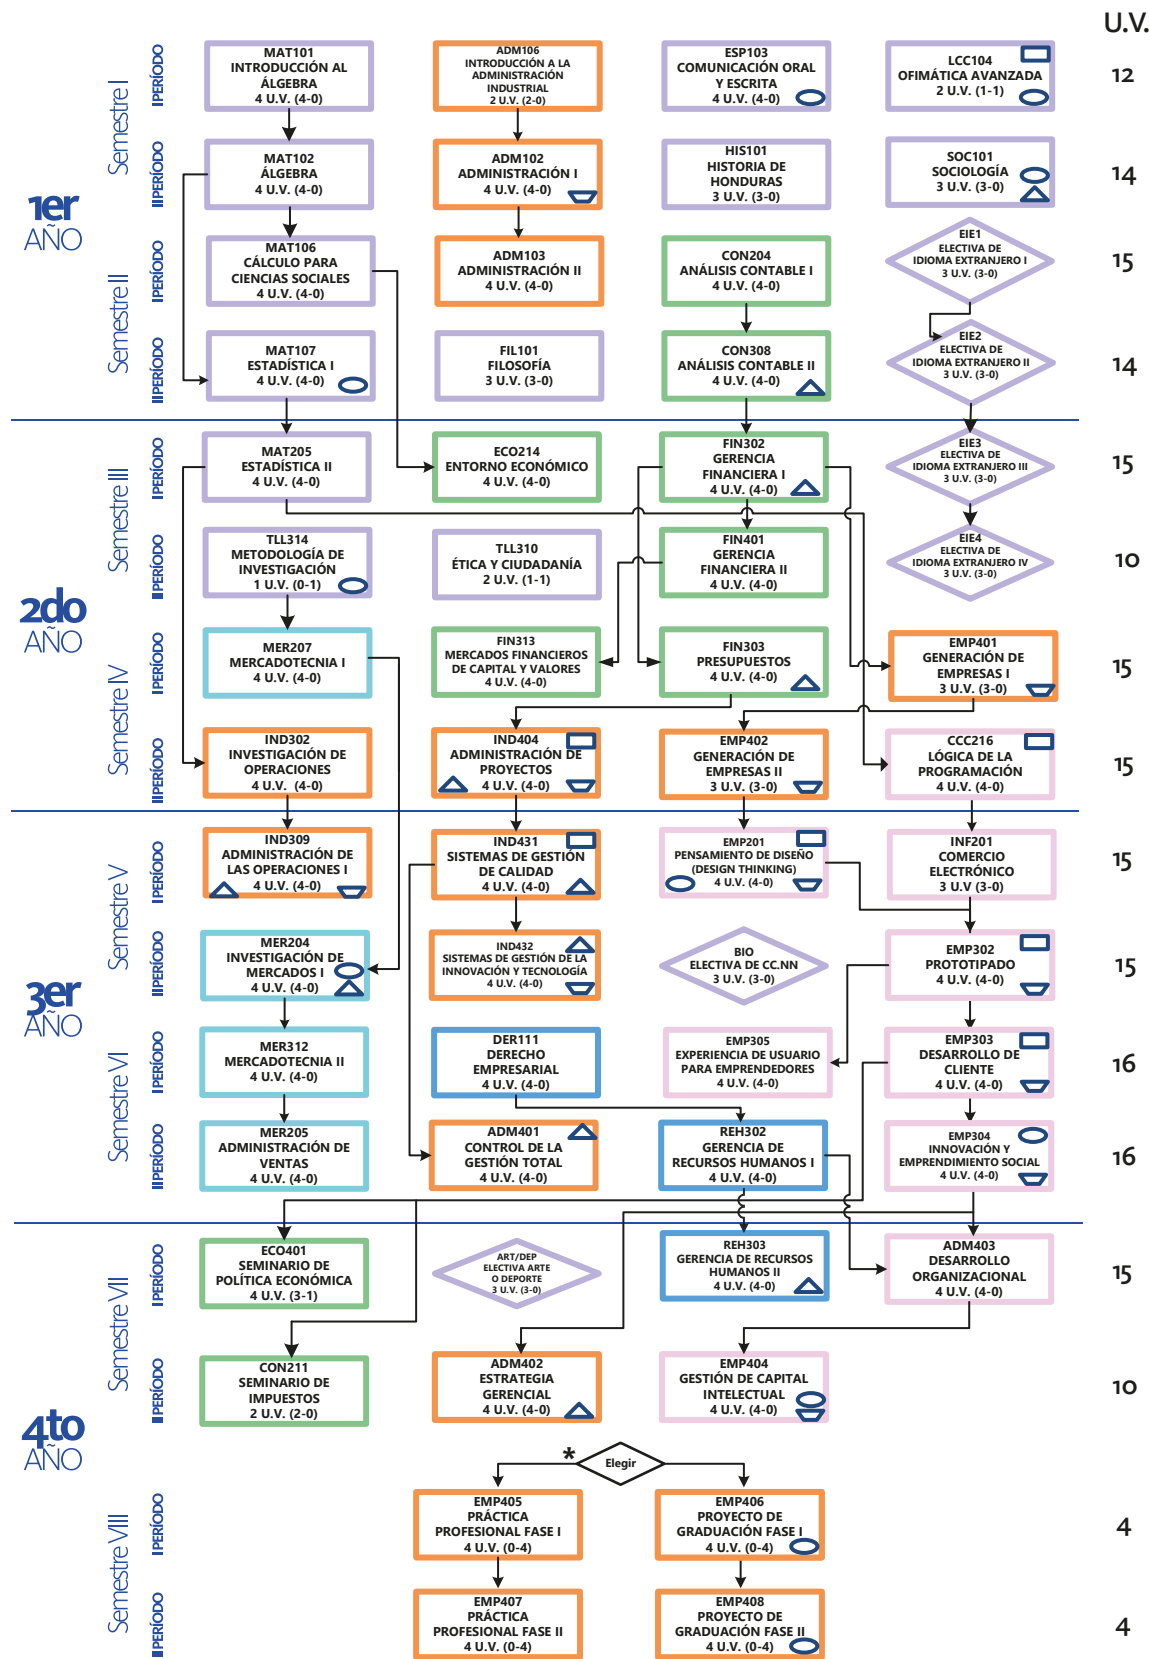 U.V.
1er
AÑO
Semestre I
I PERÍODO
MAT101
INTRODUCCIÓN AL
ÁLGEBRA
4 U.V. (4-0)
ADM106
INTRODUCCIÓN A LA
ADMINISTRACIÓN
INDUSTRIAL
2 U.V. (2-0)
ESP103
COMUNICACIÓN ORAL
Y ESCRITA
4 U.V. (4-0)
LCC104
OFIMÁTICA AVANZADA
2 U.V. (1-1)
12
II PERÍODO
MAT102
ÁLGEBRA
4 U.V. (4-0)
ADM102
ADMINISTRACIÓN I
4 U.V. (4-0)
HIS101
HISTORIA DE
HONDURAS
3 U.V. (3-0)
SOC101
SOCIOLOGÍA
3 U.V. (3-0)
14
Semestre II
I PERÍODO
MAT106
CÁLCULO PARA
CIENCIAS SOCIALES
4 U.V. (4-0)
ADM103
ADMINISTRACIÓN II
4 U.V. (4-0)
CON204
ANÁLISIS CONTABLE I
4 U.V. (4-0)
EIE1
ELECTIVA DE
IDIOMA EXTRANJERO I
3 U.V. (3-0)
15
II PERÍODO
MAT107
ESTADÍSTICA I
4 U.V. (4-0)
FIL101
FILOSOFÍA
3 U.V. (3-0)
CON308
ANÁLISIS CONTABLE II
4 U.V. (4-0)
EIE2
ELECTIVA DE
IDIOMA EXTRANJERO II
3 U.V. (3-0)
14
2do
AÑO
Semestre III
I PERÍODO
MAT205
ESTADÍSTICA II
4 U.V. (4-0)
ECO214
ENTORNO ECONÓMICO
4 U.V. (4-0)
FIN302
GERENCIA
FINANCIERA I
4 U.V. (4-0)
EIE3
ELECTIVA DE
IDIOMA EXTRANJERO III
3 U.V. (3-0)
15
II PERÍODO
TLL314
METODOLOGÍA DE
INVESTIGACIÓN
1 U.V. (0-1)
TLL310
ÉTICA Y CIUDADANÍA
2 U.V. (1-1)
FIN401
GERENCIA
FINANCIERA II
4 U.V. (4-0)
EIE4
ELECTIVA DE
IDIOMA EXTRANJERO IV
3 U.V. (3-0)
10
Semestre IV
I PERÍODO
MER207
MERCADOTECNIA I
4 U.V. (4-0)
FIN313
MERCADOS FINANCIEROS
DE CAPITAL Y VALORES
4 U.V. (4-0)
FIN303
PRESUPUESTOS
4 U.V. (4-0)
EMP401
GENERACIÓN DE
EMPRESAS I
3 U.V. (3-0)
15
II PERÍODO
IND302
INVESTIGACIÓN DE
OPERACIONES
4 U.V. (4-0)
IND404
ADMINISTRACIÓN DE
PROYECTOS
4 U.V. (4-0)
EMP402
GENERACIÓN DE
EMPRESAS II
3 U.V. (3-0)
CCC216
LÓGICA DE LA
PROGRAMACIÓN
4 U.V. (4-0)
15
3er
AÑO
Semestre V
I PERÍODO
IND309
ADMINISTRACIÓN DE
LAS OPERACIONES I
4 U.V. (4-0)
IND431
SISTEMAS DE GESTIÓN
DE CALIDAD
4 U.V. (4-0)
EMP201
PENSAMIENTO DE DISEÑO
(DESIGN THINKING)
4 U.V. (4-0)
INF201
COMERCIO
ELECTRÓNICO
3 U.V (3-0)
15
II PERÍODO
MER204
INVESTIGACIÓN DE
MERCADOS I
4 U.V. (4-0)
IND432
SISTEMAS DE GESTIÓN DE LA
INNOVACIÓN Y TECNOLOGÍA
4 U.V. (4-0)
BIO
ELECTIVA DE CC.NN
3 U.V. (3-0)
EMP302
PROTOTIPADO
4 U.V. (4-0)
15
Semestre VI
I PERÍODO
MER312
MERCADOTECNIA II
4 U.V. (4-0)
DER111
DERECHO
EMPRESARIAL
4 U.V. (4-0)
EMP305
EXPERIENCIA DE USUARIO
PARA EMPRENDEDORES
4 U.V. (4-0)
EMP303
DESARROLLO DE
CLIENTE
4 U.V. (4-0)
16
II PERÍODO
MER205
ADMINISTRACIÓN DE
VENTAS
4 U.V. (4-0)
ADM401
CONTROL DE LA
GESTIÓN TOTAL
4 U.V. (4-0)
REH302
GERENCIA DE
RECURSOS HUMANOS I
4 U.V. (4-0)
EMP304
INNOVACIÓN Y
EMPRENDIMIENTO SOCIAL
4 U.V. (4-0)
16
4to
AÑO
Semestre VII
I PERÍODO
ECO401
SEMINARIO DE
POLÍTICA ECONÓMICA
4 U.V. (3-1)
ART/DEP
ELECTIVA ARTE
O DEPORTE
3 U.V. (3-0)
REH303
GERENCIA DE RECURSOS
HUMANOS II
4 U.V. (4-0)
ADM403
DESARROLLO
ORGANIZACIONAL
4 U.V. (4-0)
15
II PERÍODO
CON211
SEMINARIO DE
IMPUESTOS
2 U.V. (2-0)
ADM402
ESTRATEGIA
GERENCIAL
4 U.V. (4-0)
EMP404
GESTIÓN DE CAPITAL
INTELECTUAL
4 U.V. (4-0)
10
*
Elegir
Semestre VIII
I PERÍODO
EMP405
PRÁCTICA
PROFESIONAL FASE I
4 U.V. (0-4)
EMP406
PROYECTO DE
GRADUACIÓN FASE I
4 U.V. (0-4)
4
II PERÍODO
EMP407
PRÁCTICA
PROFESIONAL FASE II
4 U.V. (0-4)
EMP408
PROYECTO DE
GRADUACIÓN FASE II
4 U.V. (0-4)
4